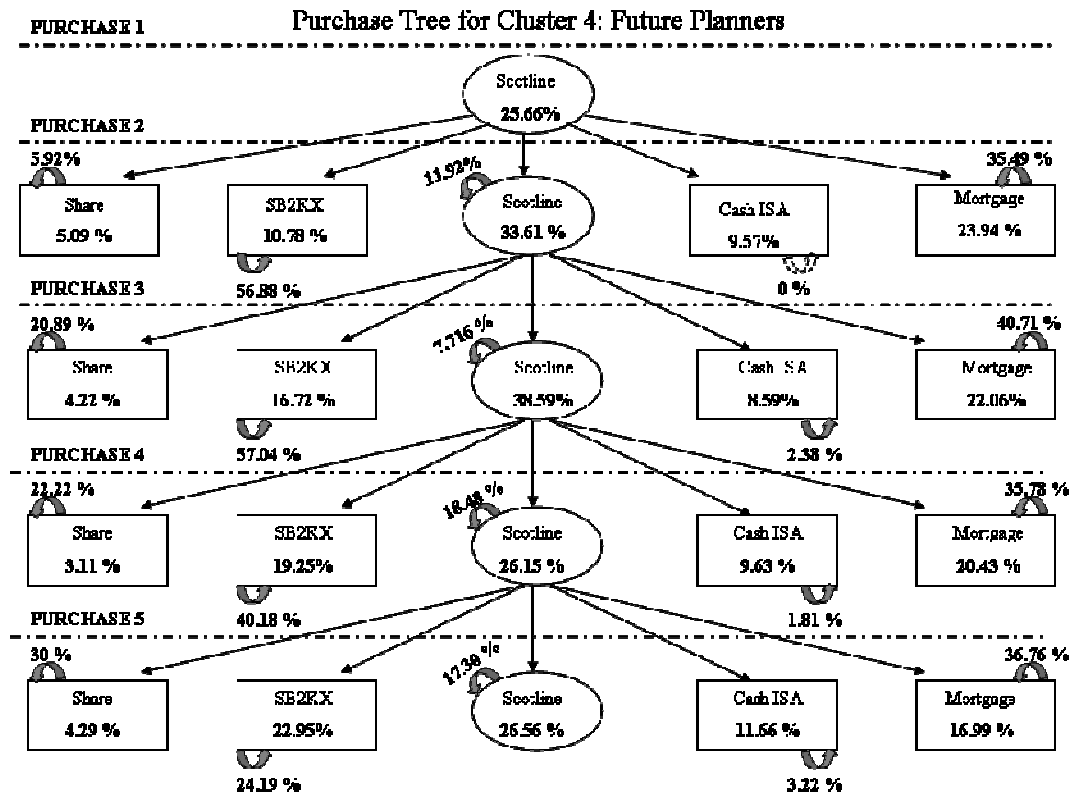 Purchase Tree for Cluster 4: Future Planners
PURCHASE 1
Scotline
25.66%
PURCHASE 2
5.92%
11.92%
35.49 %
Share
5.09 %
SB2KX
10.78 %
Scotline
33.61 %
Cash ISA
9.57%
Mortgage
23.94 %
56.88 %
0 %
PURCHASE 3
20.89 %
7.716 %
40.71 %
Share
4.22 %
SB2KX
16.72 %
Scotline
38.59%
Cash ISA
8.59%
Mortgage
22.06%
57.04 %
2.38 %
PURCHASE 4
22.22 %
18.48 %
35.78 %
Share
3.11 %
SB2KX
19.25%
Scotline
26.15 %
Cash ISA
9.63 %
Mortgage
20.43 %
40.18 %
1.81 %
PURCHASE 5
30 %
17.30 %
36.76 %
Share
4.29 %
SB2KX
22.95%
Scotline
26.56 %
Cash ISA
11.66 %
Mortgage
16.99 %
24.19 %
3.22 %